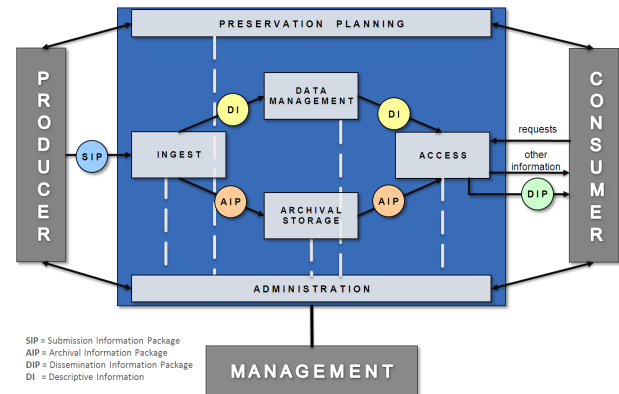 PRESERVATION PLANNING
PRODUCER
CONSUMER
DATA
MANAGEMENT
DI
DI
SIP
INGEST
ACCESS
requests
other
information
DIP
AIP
AIP
ARCHIVAL
STORAGE
ADMINISTRATION
SIP = Submission Information Package
AIP = Archival Information Package
DIP = Dissemination Information Package
DI = Descriptive Information
MANAGEMENT